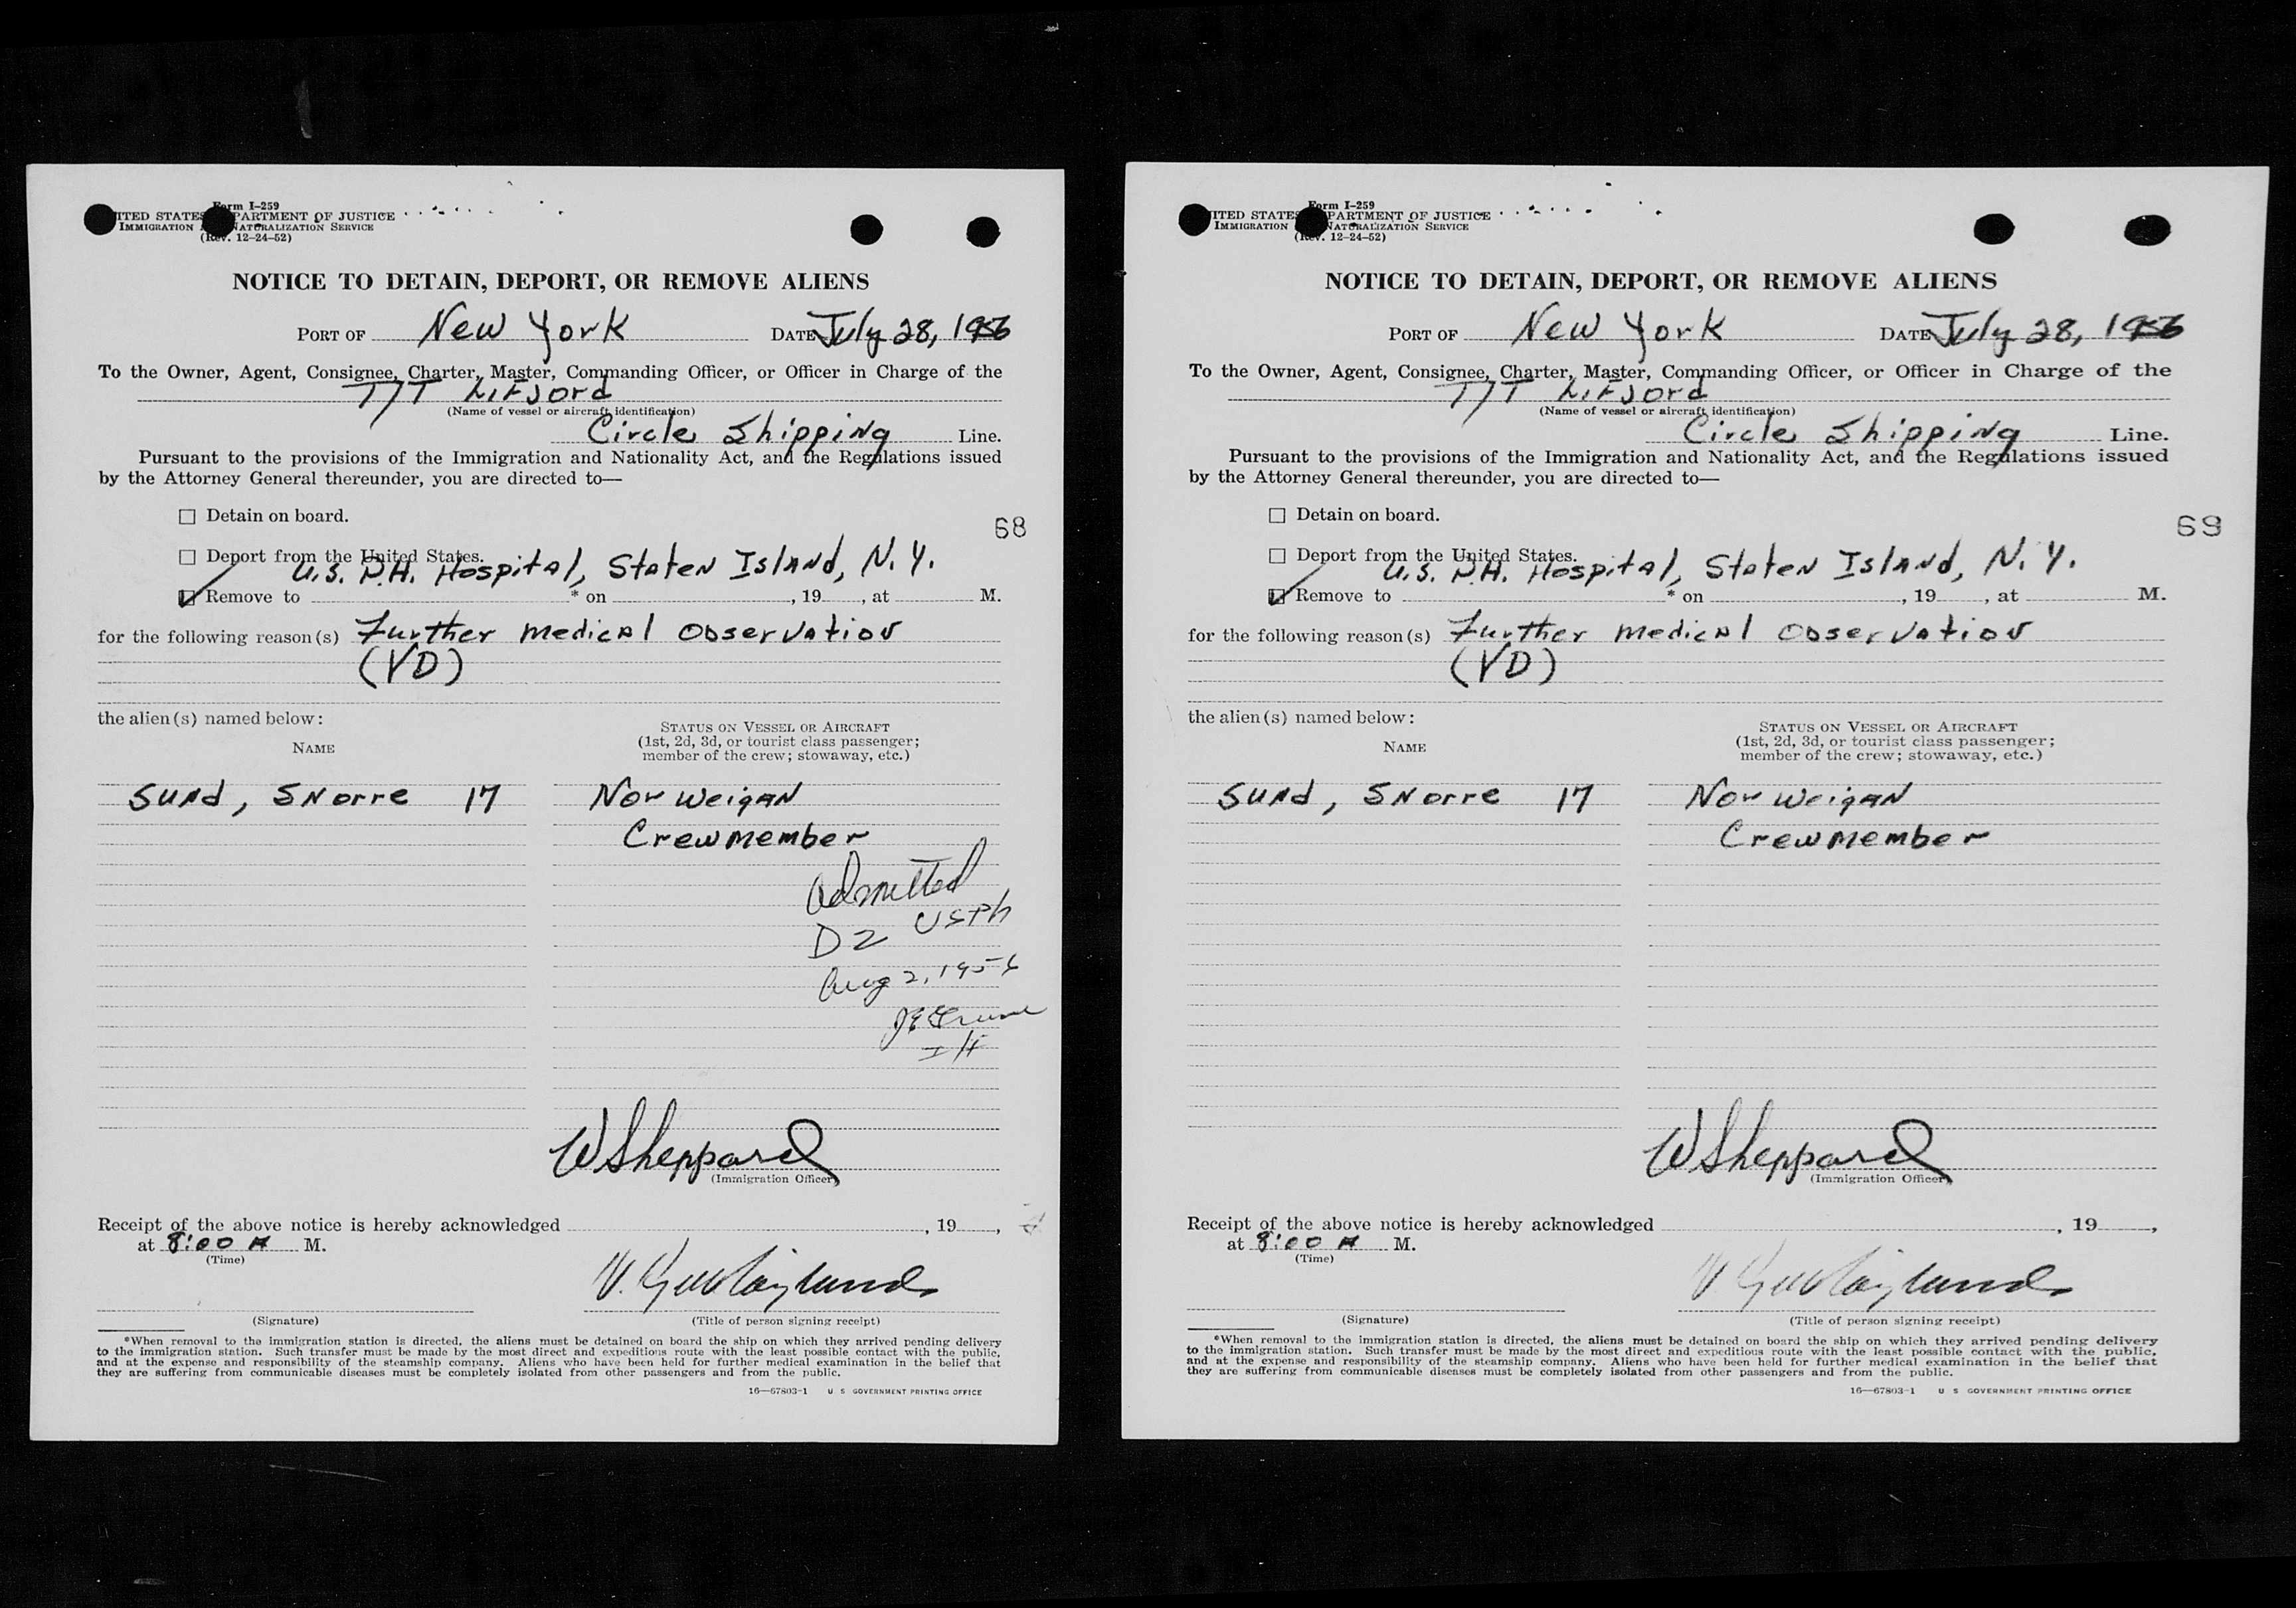 Form I-259
UNITED STATES DEPARTMENT OF JUSTICE
IMMIGRATION NATURALIZATION SERVICE
(Rev. 12-24-52)
NOTICE TO DETAIN, DEPORT, OR REMOVE ALIENS
PORT OF New York DATE July 28, 1956
To the Owner, Agent, Consignee, Charter, Master, Commanding Officer, or Officer in Charge of the
T/T LiFJord
(Name of vessel or aircraft identification)
Circle Shipping Line.
Pursuant to the provisions of the Immigration and Nationality Act, and the Regulations issued
by the Attorney General thereunder, you are directed to—
☐ Detain on board.
68
☐ Deport from the United States.
U.S. P.H. Hospital, Staten Island, N.Y.
☑ Remove to * on , 19 , at M.
for the following reason(s) Further medical observation
(VD)
the alien(s) named below:
NAME
STATUS ON VESSEL OR AIRCRAFT
(1st, 2d, 3d, or tourist class passenger;
member of the crew; stowaway, etc.)
Sund, Snorre 17 Norweigan
Crewmember
Admitted
D2 USPH
Aug 2, 1956
W Sheppard
(Immigration Officer)
Receipt of the above notice is hereby acknowledged , 19 ,
at 8:00 A M.
(Time)
(Signature) (Title of person signing receipt)
*When removal to the immigration station is directed, the aliens must be detained on board the ship on which they arrived pending delivery
to the immigration station. Such transfer must be made by the most direct and expeditious route with the least possible contact with the public,
and at the expense and responsibility of the steamship company. Aliens who have been held for further medical examination in the belief that
they are suffering from communicable diseases must be completely isolated from other passengers and from the public.
16—67803-1 U. S. GOVERNMENT PRINTING OFFICE
Form I-259
UNITED STATES DEPARTMENT OF JUSTICE
IMMIGRATION NATURALIZATION SERVICE
(Rev. 12-24-52)
NOTICE TO DETAIN, DEPORT, OR REMOVE ALIENS
PORT OF New York DATE July 28, 1956
To the Owner, Agent, Consignee, Charter, Master, Commanding Officer, or Officer in Charge of the
T/T LiFJord
(Name of vessel or aircraft identification)
Circle Shipping Line.
Pursuant to the provisions of the Immigration and Nationality Act, and the Regulations issued
by the Attorney General thereunder, you are directed to—
☐ Detain on board.
69
☐ Deport from the United States.
U.S. P.H. Hospital, Staten Island, N.Y.
☑ Remove to * on , 19 , at M.
for the following reason(s) Further medical observation
(VD)
the alien(s) named below:
NAME
STATUS ON VESSEL OR AIRCRAFT
(1st, 2d, 3d, or tourist class passenger;
member of the crew; stowaway, etc.)
Sund, Snorre 17 Norweigan
Crewmember
W Sheppard
(Immigration Officer)
Receipt of the above notice is hereby acknowledged , 19 ,
at 8:00 A M.
(Time)
(Signature) (Title of person signing receipt)
*When removal to the immigration station is directed, the aliens must be detained on board the ship on which they arrived pending delivery
to the immigration station. Such transfer must be made by the most direct and expeditious route with the least possible contact with the public,
and at the expense and responsibility of the steamship company. Aliens who have been held for further medical examination in the belief that
they are suffering from communicable diseases must be completely isolated from other passengers and from the public.
16—67803-1 U. S. GOVERNMENT PRINTING OFFICE